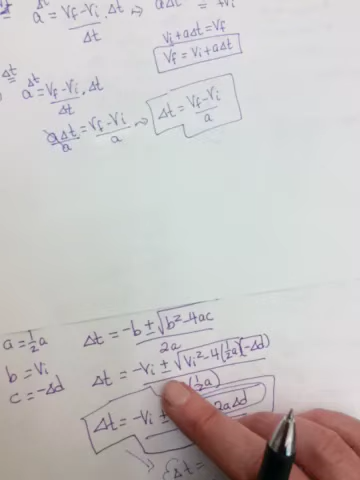 a = Vf-Vi · Δt → aΔt = +Vi
Δt
Vi+aΔt=Vf
Vf = Vi+aΔt
Δt a = Vf-Vi · Δt
Δt
aΔt = Vf-Vi → Δt = Vf-Vi
a a a
a=½a Δt = -b ± √b²-4ac
2a
b = Vi Δt = -Vi ± √Vi²-4(½a)(-Δd)
c = -Δd (½a)
Δt = -Vi ± 2aΔd
Δt =